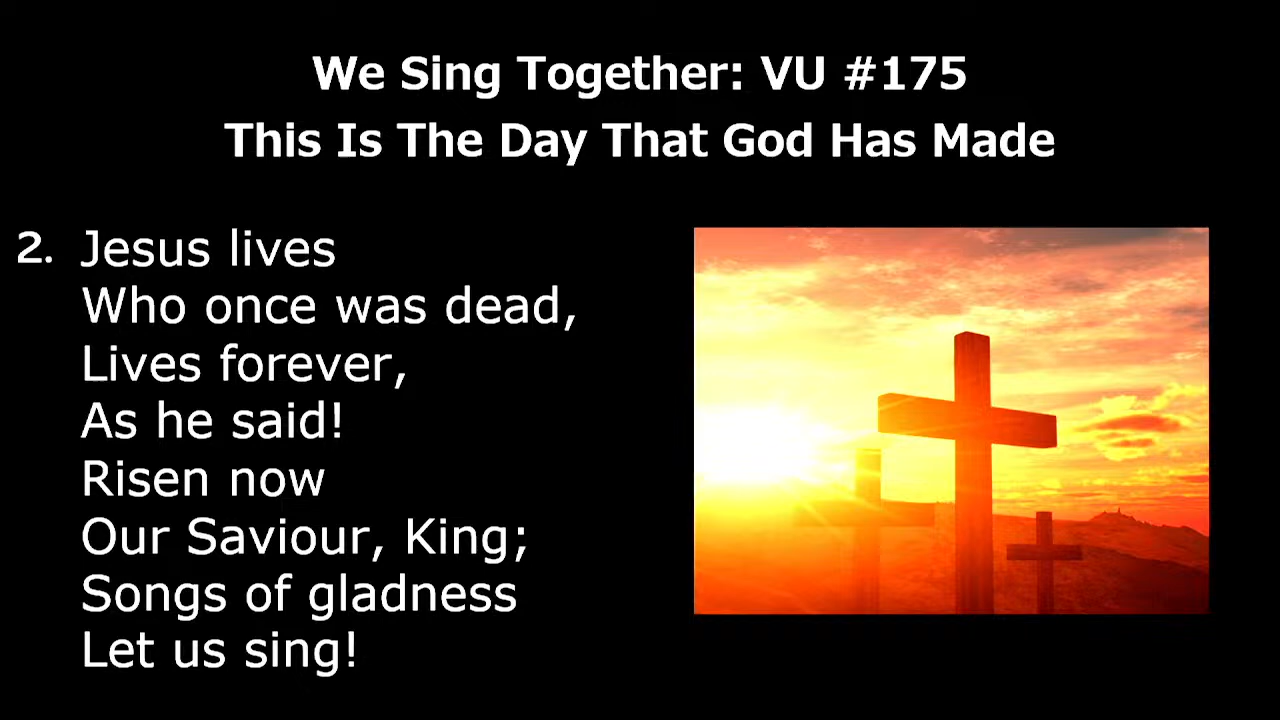 We Sing Together: VU #175
This Is The Day That God Has Made
2. Jesus lives
Who once was dead,
Lives forever,
As he said!
Risen now
Our Saviour, King;
Songs of gladness
Let us sing!